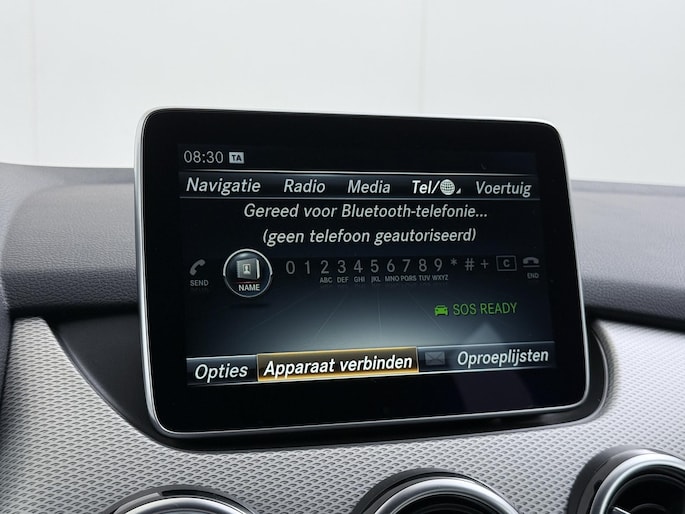 08:30 TA
Navigatie Radio Media Tel/ Voertuig
Gereed voor Bluetooth-telefonie...
(geen telefoon geautoriseerd)
SEND NAME 0 1 2 3 4 5 6 7 8 9 * # + C END
ABC DEF GHI JKL MNO PQRS TUV WXYZ
SOS READY
Opties Apparaat verbinden Oproeplijsten